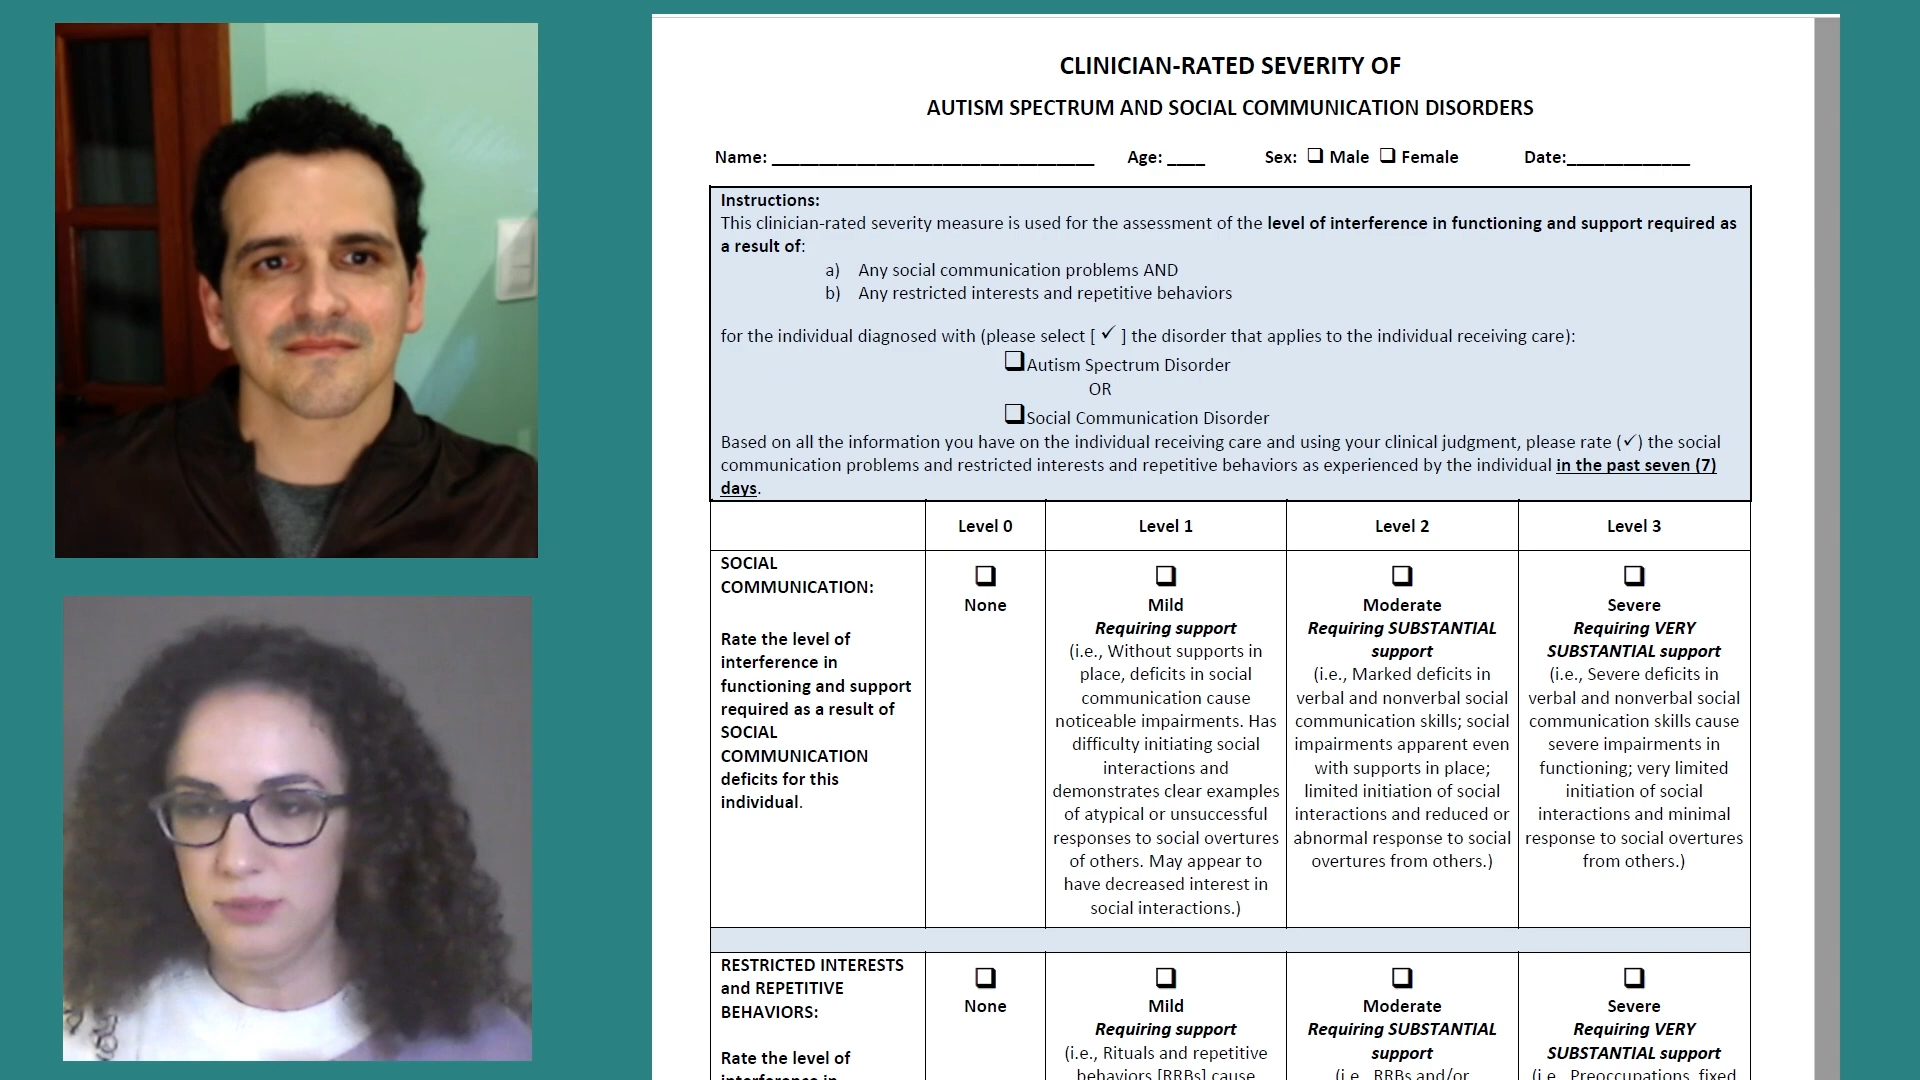 CLINICIAN-RATED SEVERITY OF
AUTISM SPECTRUM AND SOCIAL COMMUNICATION DISORDERS
Name: __________________________________ Age: ____ Sex: ❑ Male ❑ Female Date:_____________
Instructions:
This clinician-rated severity measure is used for the assessment of the level of interference in functioning and support required as
a result of:
a) Any social communication problems AND
b) Any restricted interests and repetitive behaviors
for the individual diagnosed with (please select [ ✓ ] the disorder that applies to the individual receiving care):
❑Autism Spectrum Disorder
OR
❑Social Communication Disorder
Based on all the information you have on the individual receiving care and using your clinical judgment, please rate (✓) the social
communication problems and restricted interests and repetitive behaviors as experienced by the individual in the past seven (7)
days.
Level 0 Level 1 Level 2 Level 3
SOCIAL
COMMUNICATION:
Rate the level of
interference in
functioning and support
required as a result of
SOCIAL
COMMUNICATION
deficits for this
individual.
❑
None
❑
Mild
Requiring support
(i.e., Without supports in
place, deficits in social
communication cause
noticeable impairments. Has
difficulty initiating social
interactions and
demonstrates clear examples
of atypical or unsuccessful
responses to social overtures
of others. May appear to
have decreased interest in
social interactions.)
❑
Moderate
Requiring SUBSTANTIAL
support
(i.e., Marked deficits in
verbal and nonverbal social
communication skills; social
impairments apparent even
with supports in place;
limited initiation of social
interactions and reduced or
abnormal response to social
overtures from others.)
❑
Severe
Requiring VERY
SUBSTANTIAL support
(i.e., Severe deficits in
verbal and nonverbal social
communication skills cause
severe impairments in
functioning; very limited
initiation of social
interactions and minimal
response to social overtures
from others.)
RESTRICTED INTERESTS
and REPETITIVE
BEHAVIORS:
Rate the level of
interference in
❑
None
❑
Mild
Requiring support
(i.e., Rituals and repetitive
behaviors [RRBs] cause
❑
Moderate
Requiring SUBSTANTIAL
support
(i.e., RRBs and/or
❑
Severe
Requiring VERY
SUBSTANTIAL support
(i.e., Preoccupations, fixed